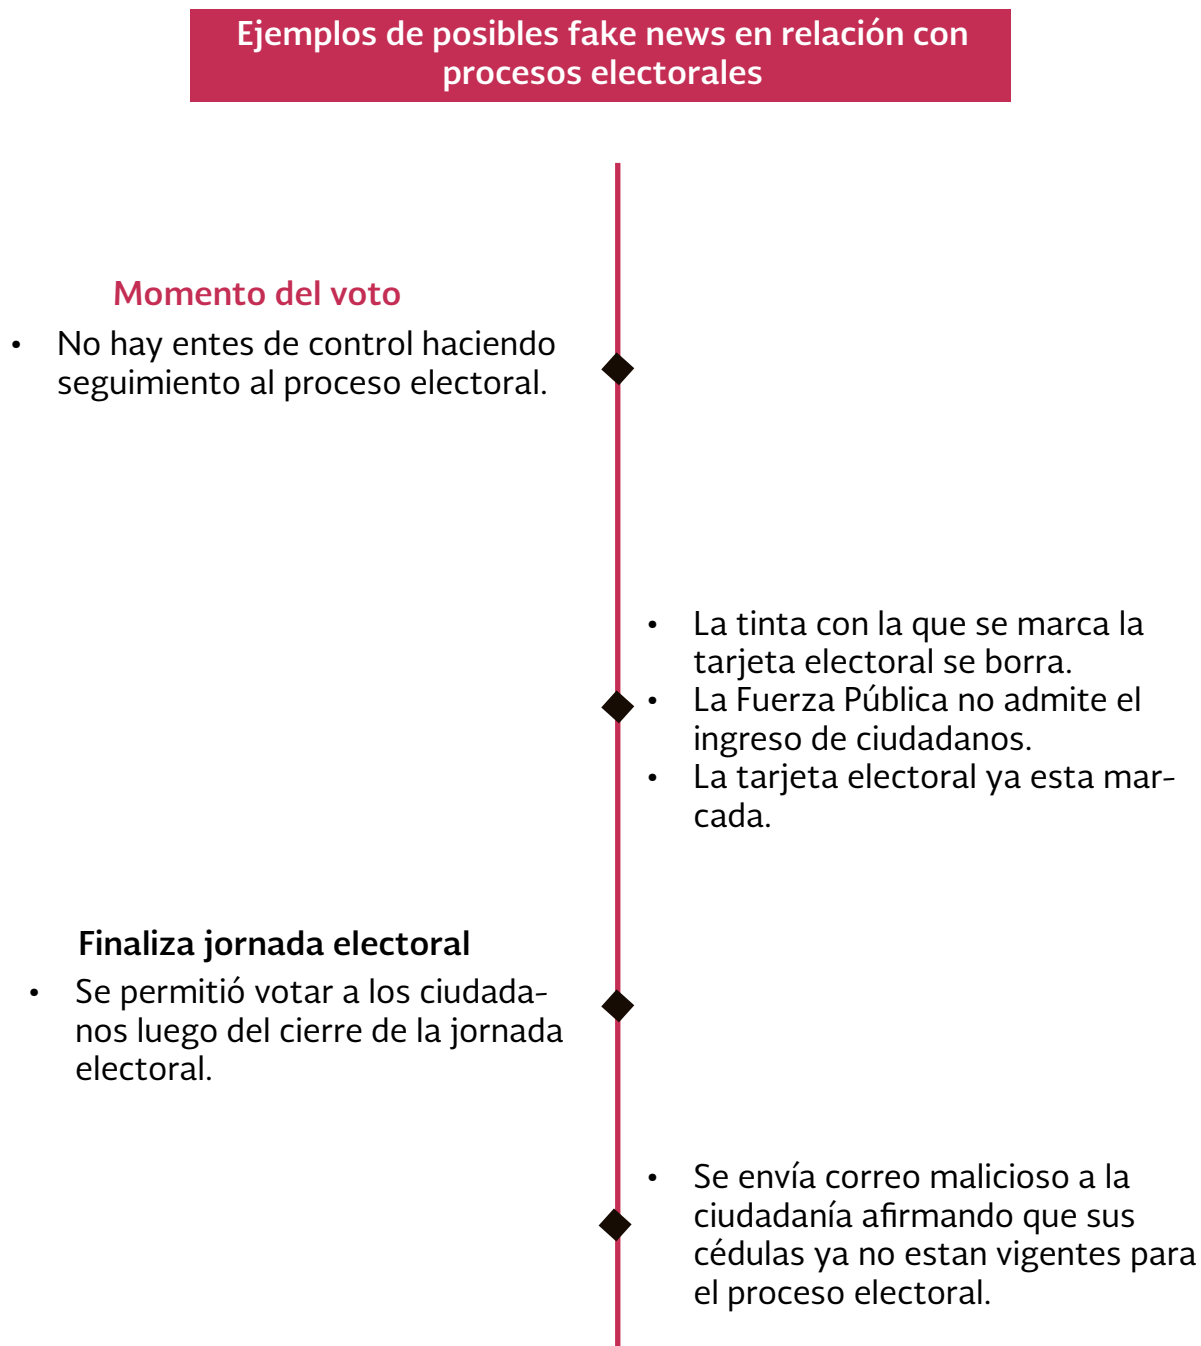 Ejemplos de posibles fake news en relación con
procesos electorales
Momento del voto
• No hay entes de control haciendo
seguimiento al proceso electoral.
• La tinta con la que se marca la
tarjeta electoral se borra.
• La Fuerza Pública no admite el
ingreso de ciudadanos.
• La tarjeta electoral ya esta mar-
cada.
Finaliza jornada electoral
• Se permitió votar a los ciudada-
nos luego del cierre de la jornada
electoral.
• Se envía correo malicioso a la
ciudadanía afirmando que sus
cédulas ya no estan vigentes para
el proceso electoral.